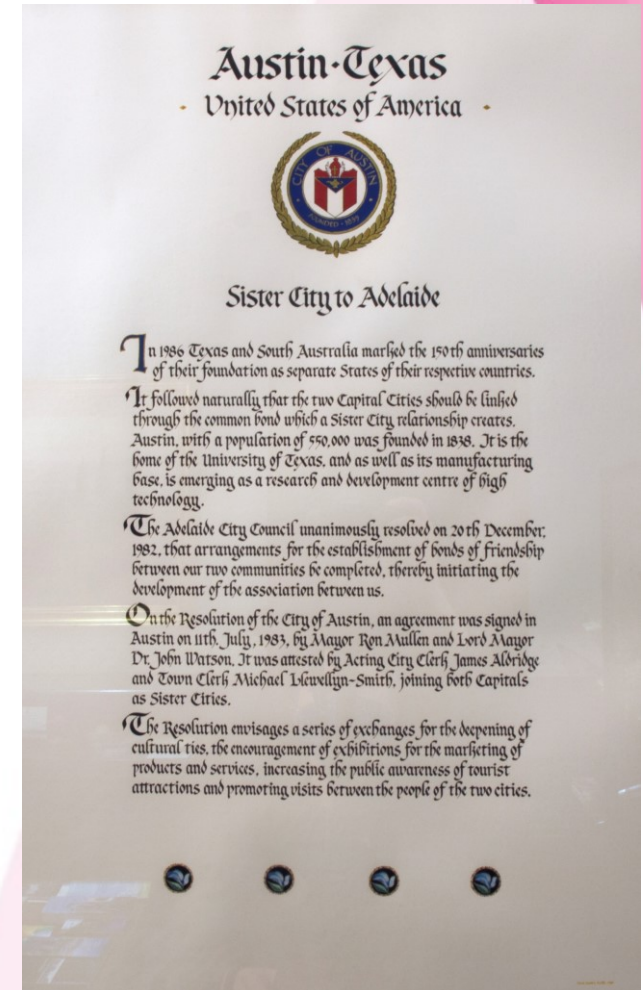 Austin·Texas
United States of America
CITY OF AUSTIN
FOUNDED 1839
Sister City to Adelaide
In 1986 Texas and South Australia marked the 150th anniversaries
of their foundation as separate States of their respective countries.
It followed naturally that the two Capital Cities should be linked
through the common bond which a Sister City relationship creates.
Austin, with a population of 550,000 was founded in 1838. It is the
home of the University of Texas, and as well as its manufacturing
base, is emerging as a research and development centre of high
technology.
The Adelaide City Council unanimously resolved on 20th December,
1982, that arrangements for the establishment of bonds of friendship
between our two communities be completed, thereby initiating the
development of the association between us.
On the Resolution of the City of Austin, an agreement was signed in
Austin on 11th. July, 1983, by Mayor Ron Mullen and Lord Mayor
Dr. John Watson. It was attested by Acting City Clerk James Aldridge
and Town Clerk Michael Llewellyn-Smith, joining both Capitals
as Sister Cities.
The Resolution envisages a series of exchanges for the deepening of
cultural ties, the encouragement of exhibitions for the marketing of
products and services, increasing the public awareness of tourist
attractions and promoting visits between the people of the two cities.